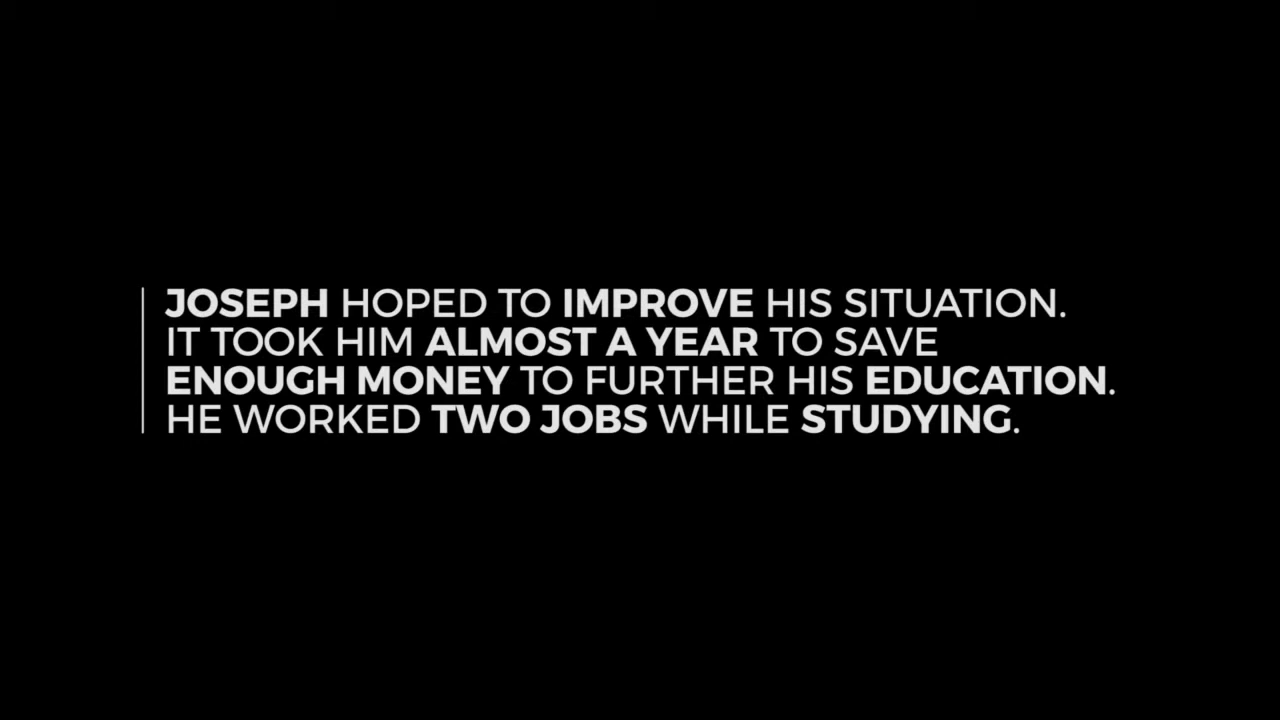 JOSEPH HOPED TO IMPROVE HIS SITUATION.
IT TOOK HIM ALMOST A YEAR TO SAVE
ENOUGH MONEY TO FURTHER HIS EDUCATION.
HE WORKED TWO JOBS WHILE STUDYING.